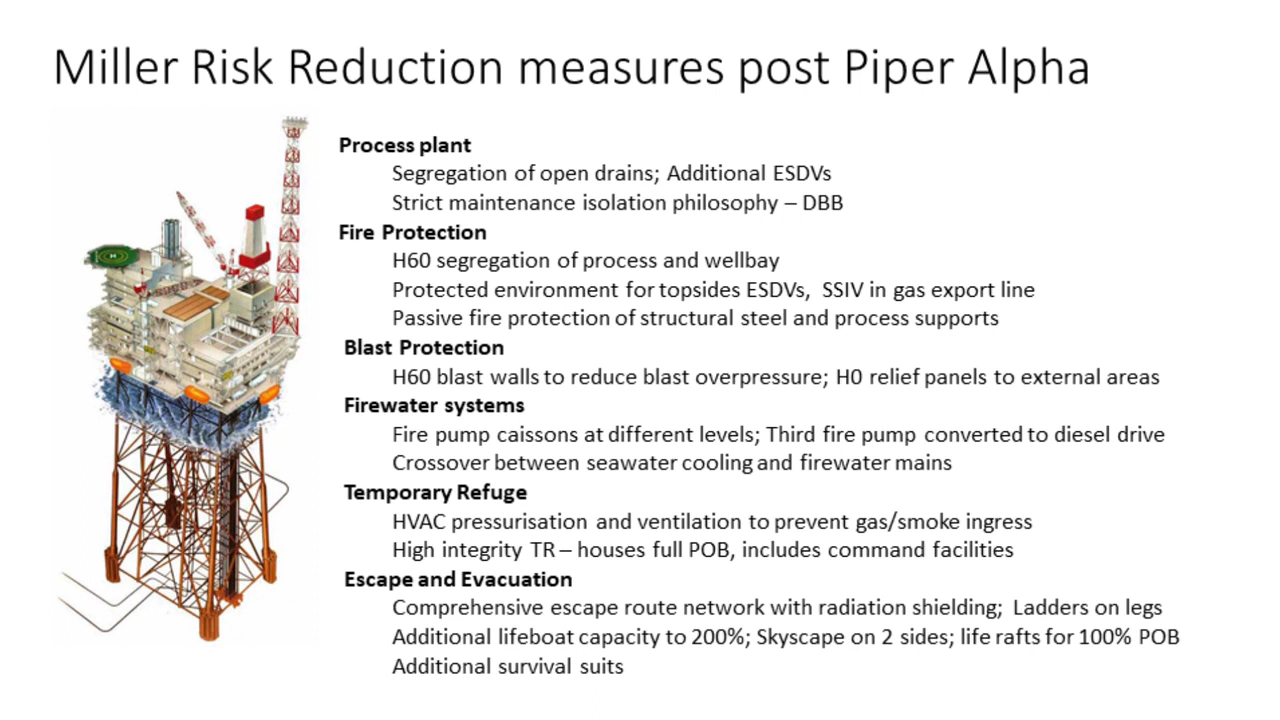 Miller Risk Reduction measures post Piper Alpha
Process plant
Segregation of open drains; Additional ESDVs
Strict maintenance isolation philosophy – DBB
Fire Protection
H60 segregation of process and wellbay
Protected environment for topsides ESDVs, SSIV in gas export line
Passive fire protection of structural steel and process supports
Blast Protection
H60 blast walls to reduce blast overpressure; H0 relief panels to external areas
Firewater systems
Fire pump caissons at different levels; Third fire pump converted to diesel drive
Crossover between seawater cooling and firewater mains
Temporary Refuge
HVAC pressurisation and ventilation to prevent gas/smoke ingress
High integrity TR – houses full POB, includes command facilities
Escape and Evacuation
Comprehensive escape route network with radiation shielding; Ladders on legs
Additional lifeboat capacity to 200%; Skyscape on 2 sides; life rafts for 100% POB
Additional survival suits
H